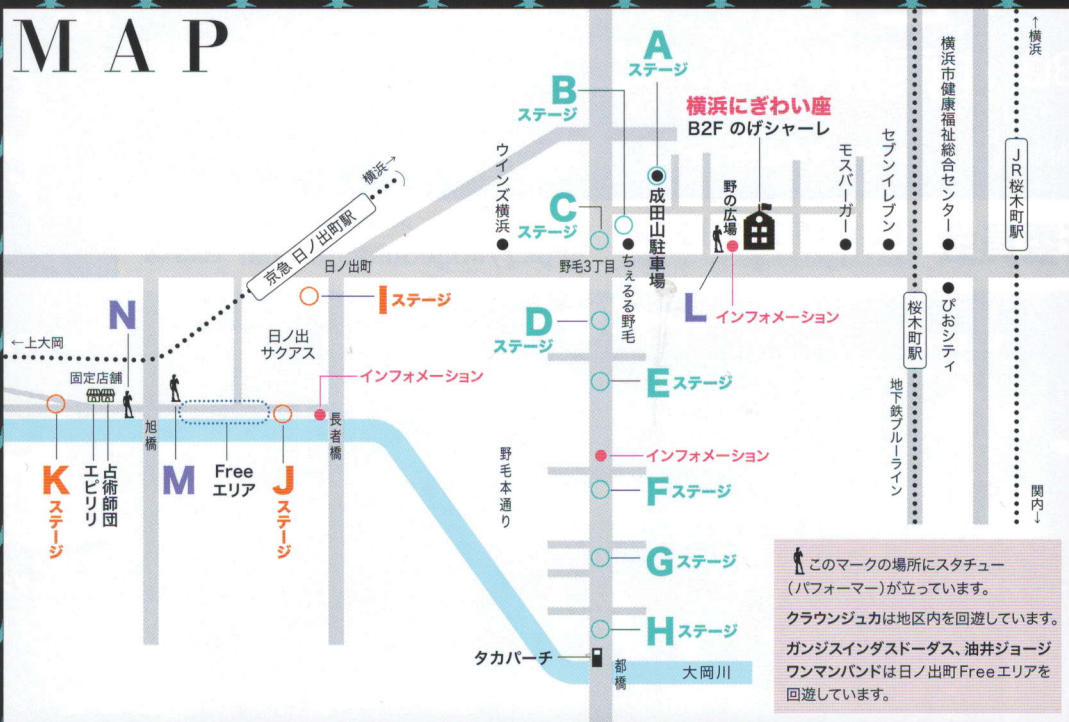 MAP
A
ステージ
B
ステージ
C
ステージ
横浜にぎわい座
B2F のげシャーレ
ウインズ横浜
成田山駐車場
ちぇるる野毛
野の広場
モスバーガー
セブンイレブン
横浜市健康福祉総合センター
JR桜木町駅
←横浜
横浜→
京急 日ノ出町駅
日ノ出町
野毛3丁目
I ステージ
日ノ出
サクアス
D
ステージ
L
インフォメーション
桜木町駅
ぴおシティ
地下鉄ブルーライン
関内→
E ステージ
インフォメーション
F ステージ
G ステージ
H ステージ
野毛本通り
タカパーチ
都橋
大岡川
←上大岡
N
固定店舗
インフォメーション
旭橋
長者橋
K
ステージ
占術師団
エピリリ
M
Free
エリア
J
ステージ
このマークの場所にスタチュー
(パフォーマー)が立っています。
クラウンジュカは地区内を回遊しています。
ガンジスインダスドーダス、油井ジョージ
ワンマンバンドは日ノ出町Freeエリアを
回遊しています。